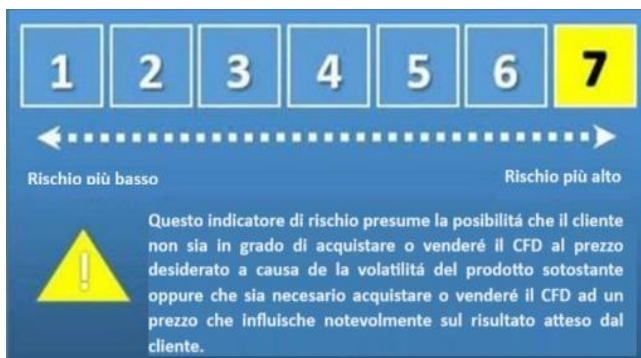 1 2 3 4 5 6 7
Rischio più basso Rischio più alto
!
Questo indicatore di rischio presume la posibilitá che il cliente
non sia in grado di acquistare o venderé il CFD al prezzo
desiderato a causa de la volatilitá del prodotto sotostante
oppure che sia necesario acquistare o venderé il CFD ad un
prezzo che influische notevolmente sul risultato atteso dal
cliente.